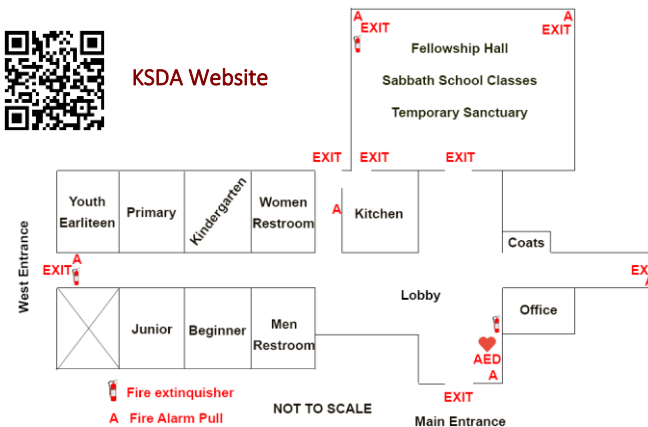 KSDA Website
A
EXIT
A
EXIT
Fellowship Hall
Sabbath School Classes
Temporary Sanctuary
EXIT
EXIT
EXIT
Youth
Earliteen
Primary
Kindergarten
Women
Restroom
A
Kitchen
Coats
West Entrance
A
EXIT
Lobby
EX
A
Junior
Beginner
Men
Restroom
Office
AED
A
EXIT
Main Entrance
Fire extinquisher
A Fire Alarm Pull
NOT TO SCALE